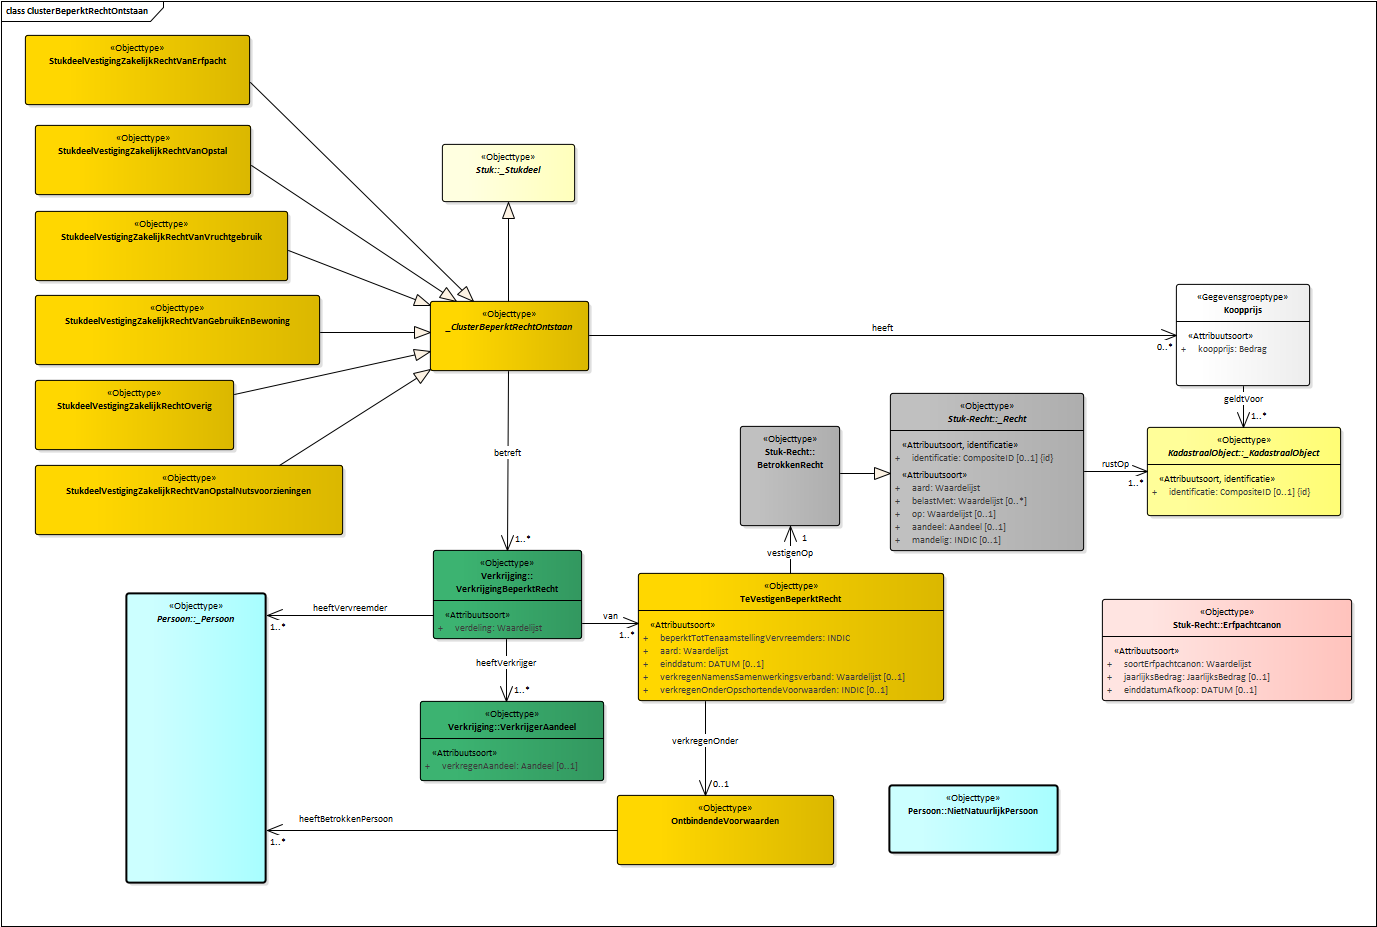 class ClusterBeperktRechtOntstaan
«Objecttype»
StukdeelVestigingZakelijkRechtVanErfpacht
«Objecttype»
StukdeelVestigingZakelijkRechtVanOpstal
«Objecttype»
Stuk::_Stukdeel
«Objecttype»
StukdeelVestigingZakelijkRechtVanVruchtgebruik
«Objecttype»
StukdeelVestigingZakelijkRechtVanGebruikEnBewoning
«Objecttype»
_ClusterBeperktRechtOntstaan
heeft
0..*
«Gegevensgroeptype»
Koopprijs
«Attribuutsoort»
+ koopprijs: Bedrag
geldtVoor
1..*
«Objecttype»
StukdeelVestigingZakelijkRechtOverig
«Objecttype»
StukdeelVestigingZakelijkRechtVanOpstalNutsvoorzieningen
betreft
1..*
«Objecttype»
Stuk-Recht::
BetrokkenRecht
«Objecttype»
Stuk-Recht::_Recht
«Attribuutsoort, identificatie»
+ identificatie: CompositeID [0..1] {id}
«Attribuutsoort»
+ aard: Waardelijst
+ belastMet: Waardelijst [0..*]
+ op: Waardelijst [0..1]
+ aandeel: Aandeel [0..1]
+ mandelig: INDIC [0..1]
rustOp
1..*
«Objecttype»
KadastraalObject::_KadastraalObject
«Attribuutsoort, identificatie»
+ identificatie: CompositeID [0..1] {id}
1
vestigenOp
«Objecttype»
Verkrijging::
VerkrijgingBeperktRecht
«Attribuutsoort»
+ verdeling: Waardelijst
heeftVervreemder
1..*
van
1..*
«Objecttype»
Persoon::_Persoon
«Objecttype»
TeVestigenBeperktRecht
«Attribuutsoort»
+ beperktTotTenaamstellingVervreemders: INDIC
+ aard: Waardelijst
+ einddatum: DATUM [0..1]
+ verkregenNamensSamenwerkingsverband: Waardelijst [0..1]
+ verkregenOnderOpschortendeVoorwaarden: INDIC [0..1]
«Objecttype»
Stuk-Recht::Erfpachtcanon
«Attribuutsoort»
+ soortErfpachtcanon: Waardelijst
+ jaarlijksBedrag: JaarlijksBedrag [0..1]
+ einddatumAfkoop: DATUM [0..1]
heeftVerkrijger
1..*
«Objecttype»
Verkrijging::VerkrijgerAandeel
«Attribuutsoort»
+ verkregenAandeel: Aandeel [0..1]
verkregenOnder
0..1
«Objecttype»
OntbindendeVoorwaarden
heeftBetrokkenPersoon
1..*
«Objecttype»
Persoon::NietNatuurlijkPersoon